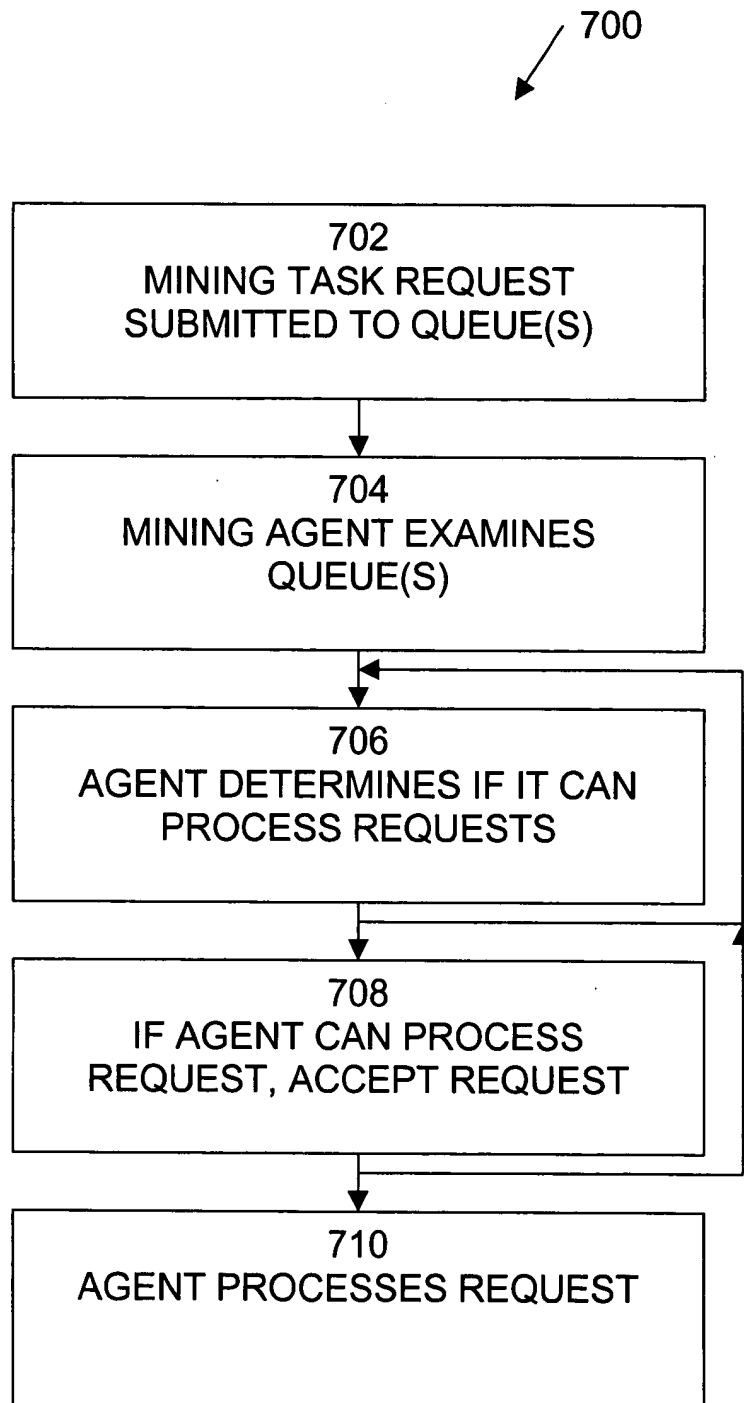 700
702
MINING TASK REQUEST
SUBMITTED TO QUEUE(S)
704
MINING AGENT EXAMINES
QUEUE(S)
706
AGENT DETERMINES IF IT CAN
PROCESS REQUESTS
708
IF AGENT CAN PROCESS
REQUEST, ACCEPT REQUEST
710
AGENT PROCESSES REQUEST